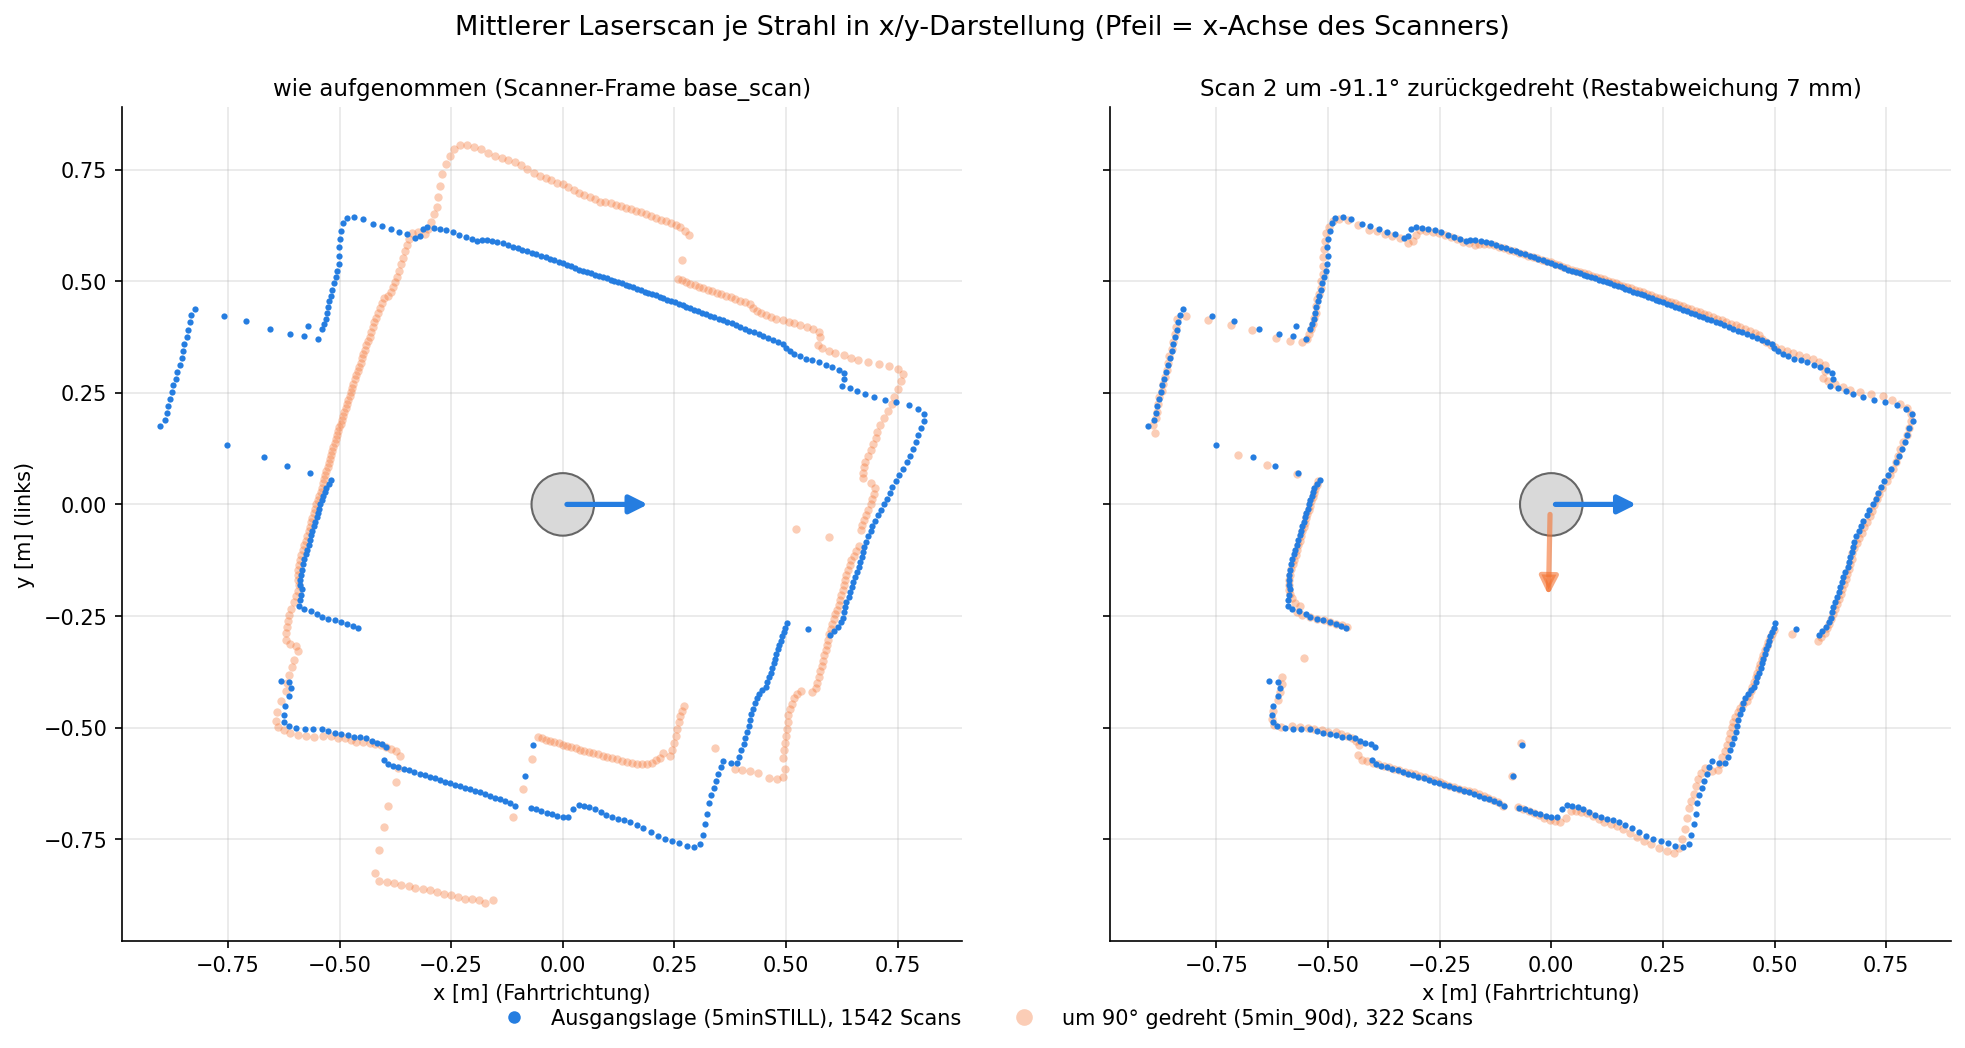 Mittlerer Laserscan je Strahl in x/y-Darstellung (Pfeil = x-Achse des Scanners)
wie aufgenommen (Scanner-Frame base_scan)
0.75
0.50
0.25
0.00
−0.25
−0.50
−0.75
y [m] (links)
−0.75
−0.50
−0.25
0.00
0.25
0.50
0.75
x [m] (Fahrtrichtung)
Scan 2 um -91.1° zurückgedreht (Restabweichung 7 mm)
−0.75
−0.50
−0.25
0.00
0.25
0.50
0.75
x [m] (Fahrtrichtung)
Ausgangslage (5minSTILL), 1542 Scans
um 90° gedreht (5min_90d), 322 Scans